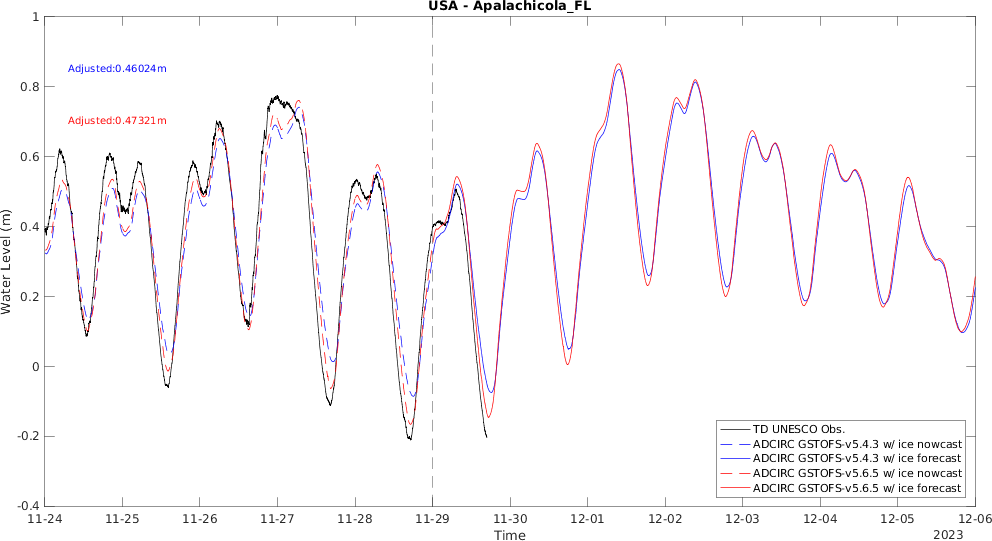 USA - Apalachicola_FL
1
0.8
0.6
0.4
0.2
0
-0.2
-0.4
Water Level (m)
Adjusted:0.46024m
Adjusted:0.47321m
TD UNESCO Obs.
ADCIRC GSTOFS-v5.4.3 w/ ice nowcast
ADCIRC GSTOFS-v5.4.3 w/ ice forecast
ADCIRC GSTOFS-v5.6.5 w/ ice nowcast
ADCIRC GSTOFS-v5.6.5 w/ ice forecast
11-24 11-25 11-26 11-27 11-28 11-29 11-30 12-01 12-02 12-03 12-04 12-05 12-06
Time
2023